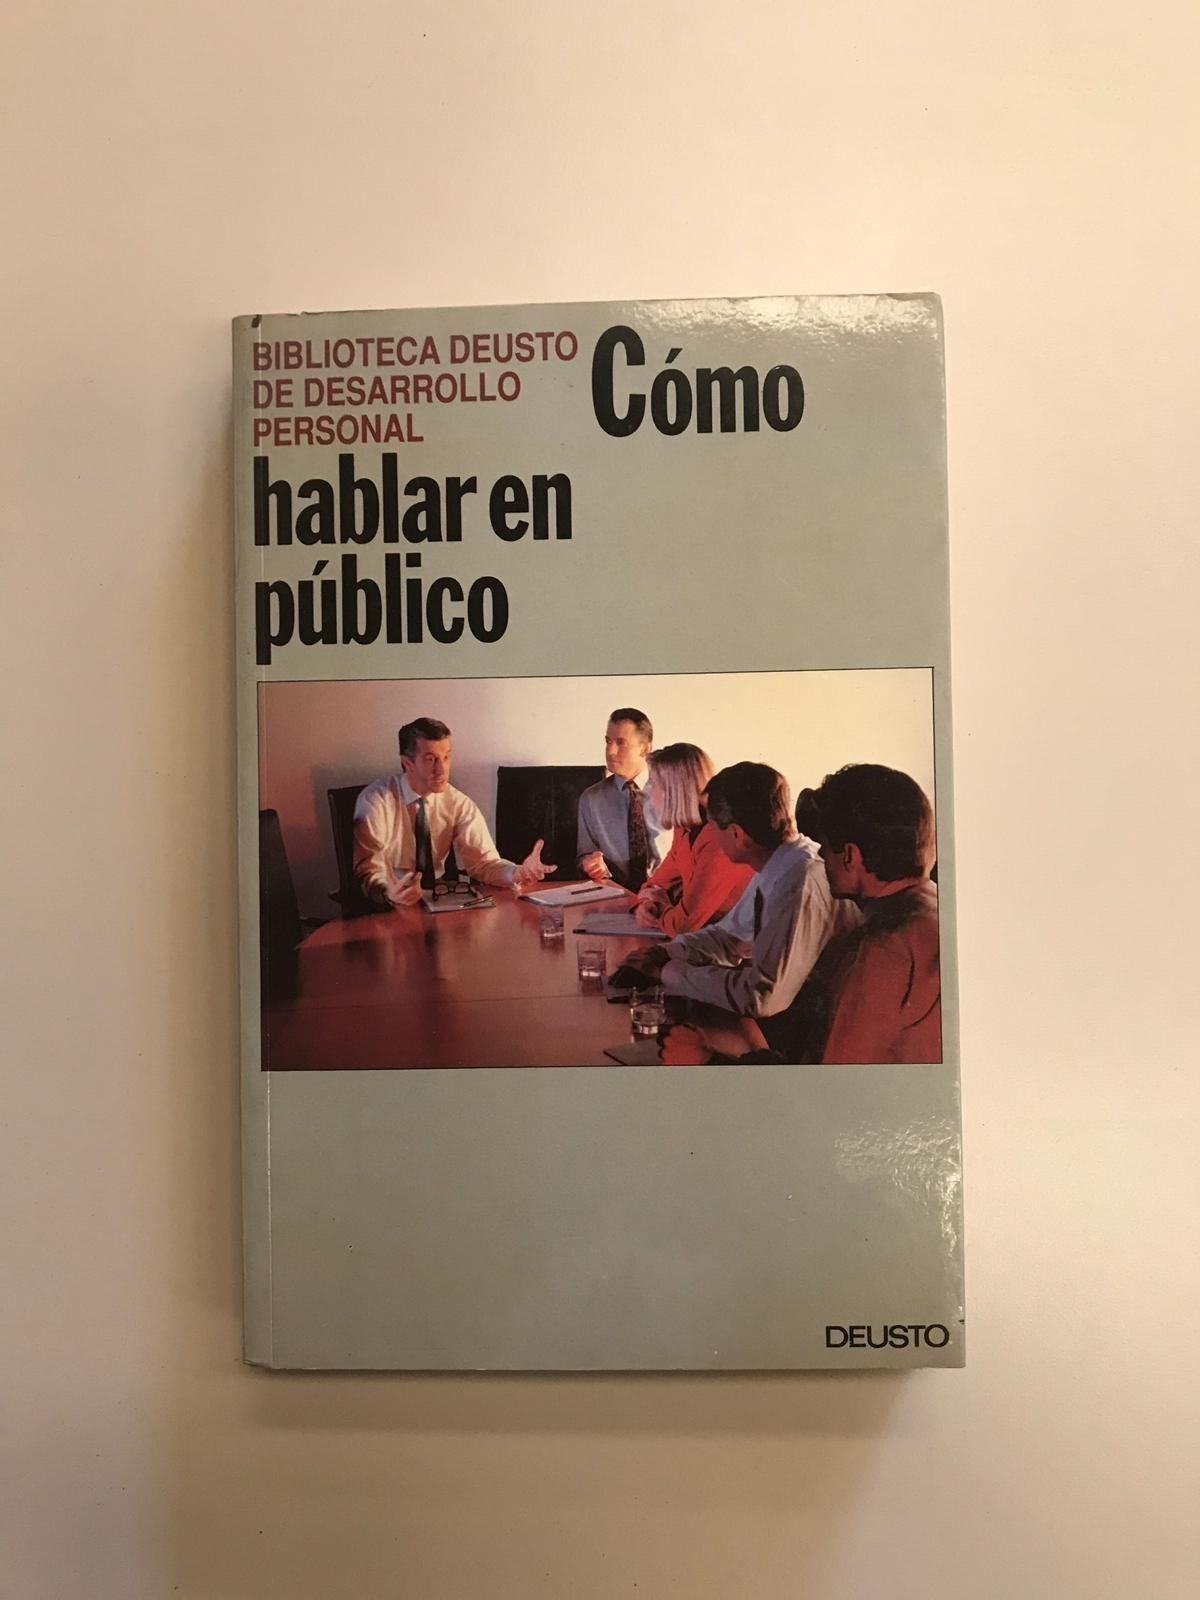 BIBLIOTECA DEUSTO
DE DESARROLLO
PERSONAL
Cómo
hablar en
público
DEUSTO